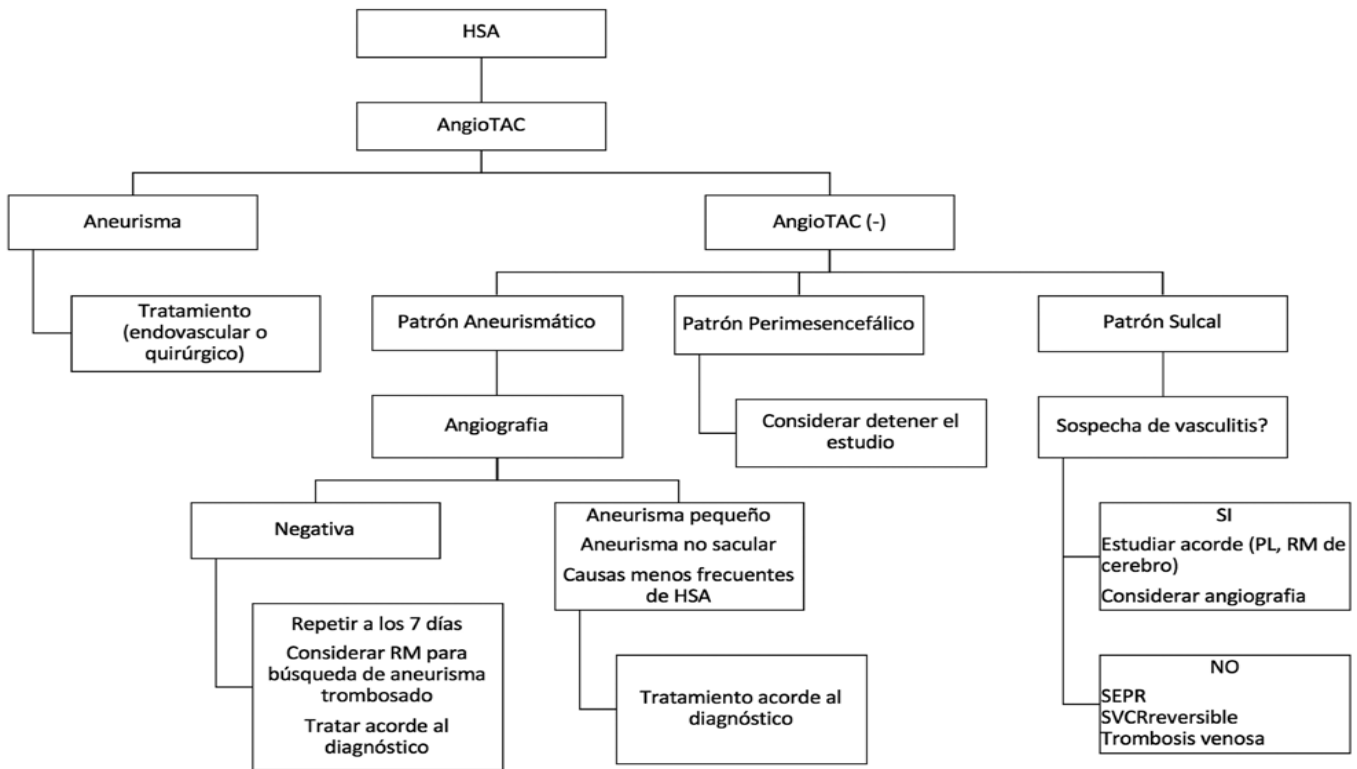 HSA
AngioTAC
Aneurisma
AngioTAC (-)
Tratamiento
(endovascular o
quirúrgico)
Patrón Aneurismático
Patrón Perimesencefálico
Patrón Sulcal
Angiografia
Considerar detener el
estudio
Sospecha de vasculitis?
Negativa
Aneurisma pequeño
Aneurisma no sacular
Causas menos frecuentes
de HSA
SI
Estudiar acorde (PL, RM de
cerebro)
Considerar angiografia
Repetir a los 7 días
Considerar RM para
búsqueda de aneurisma
trombosado
Tratar acorde al
diagnóstico
Tratamiento acorde al
diagnóstico
NO
SEPR
SVCRreversible
Trombosis venosa